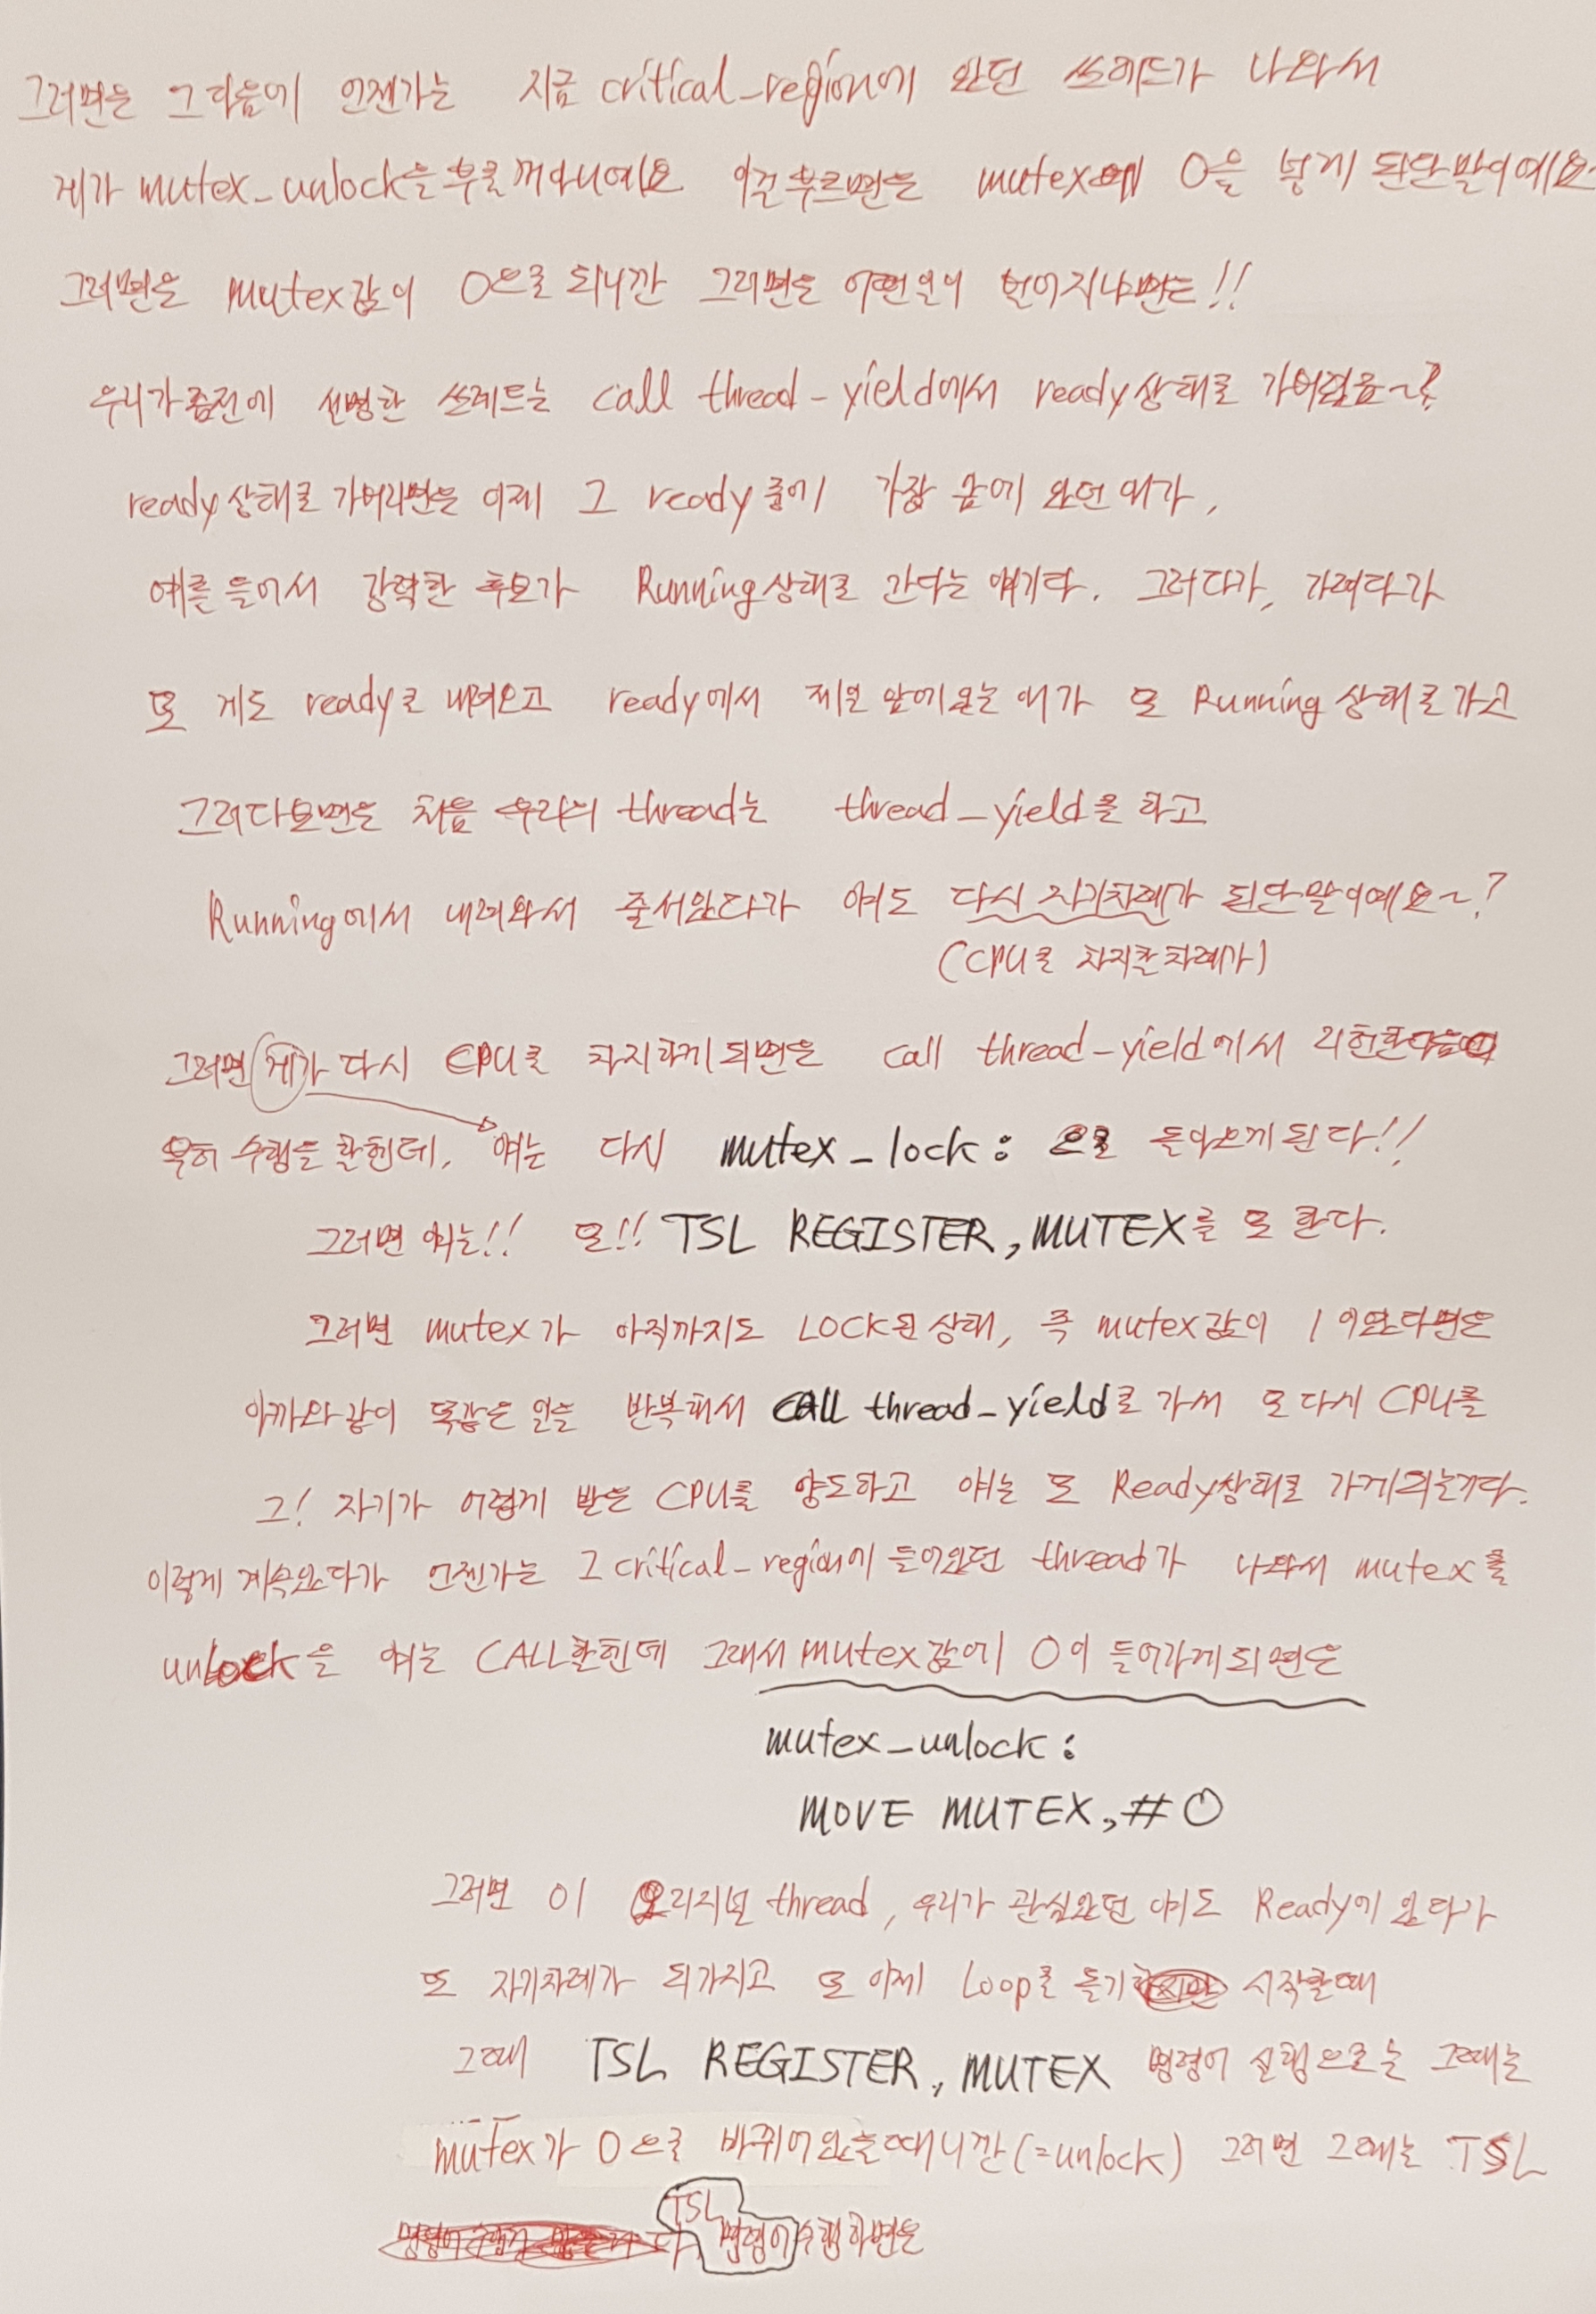 그러면은 그 다음에 언젠가는 지금 critical_region에 있던 쓰레드가 나와서
게가 mutex_unlock을 부를꺼아니예요 이걸 부르면은 mutex에 0을 넣게 된단말이예요
그러면은 mutex값이 0으로 되니깐 그러면은 어떤일이 벌어지냐면는!!
우리가 좀전에 설명한 쓰레드는 call thread_yield에서 ready상태로 가버렸음~?
ready상태로 가버리면은 이제 그 ready줄에 가장 앞에 있던 얘가,
예를 들어서 강력한 후보가 Running상태로 간다는 얘기다. 그러다가, 가려다가
또 게도 ready로 내려오고 ready에서 제일 앞에있는 얘가 또 Running상태로가고
그러다보면은 처음 우리의 thread는 thread_yield를 하고
Running에서 내려와서 줄서있다가 얘도 다시 자기차례가 된단말이예요~?
(CPU를 차지할차례가)
그러면 게가 다시 CPU를 차지하게되면은 call thread_yield에서 리턴한다음에
수행을 할텐데, 얘는 다시 mutex_lock: 으로 돌아오게 된다!!
그러면 얘는!! 또!! TSL REGISTER, MUTEX를 또 한다.
그러면 mutex가 아직까지도 LOCK된상태, 즉 mutex값이 1이었다면은
아까와같이 똑같은 일을 반복해서 CAll thread_yield로 가서 또 다시 CPU를
그! 자기가 어렵게 받은 CPU를 양도하고 얘는 또 Ready상태로 가게되는거다.
이렇게 계속있다가 언젠가는 그 critical_region에 들어있던 thread가 나와서 mutex를
unlock을 얘는 CALL할텐데 그래서 mutex값에 0이 들어가게되면은
mutex_unlock:
MOVE MUTEX, #0
그러면 이 오리지널 thread, 우리가 관심있던 얘도 Ready에 있다가
또 자기차례가 되가지고 또 이제 Loop를 돌기 시작할때
그때 TSL REGISTER, MUTEX 명령어 실행으로는 그때는
mutex가 0으로 바뀌어있을때니깐(=unlock) 그러면 그때는 TSL
TSL 명령어수행하면은